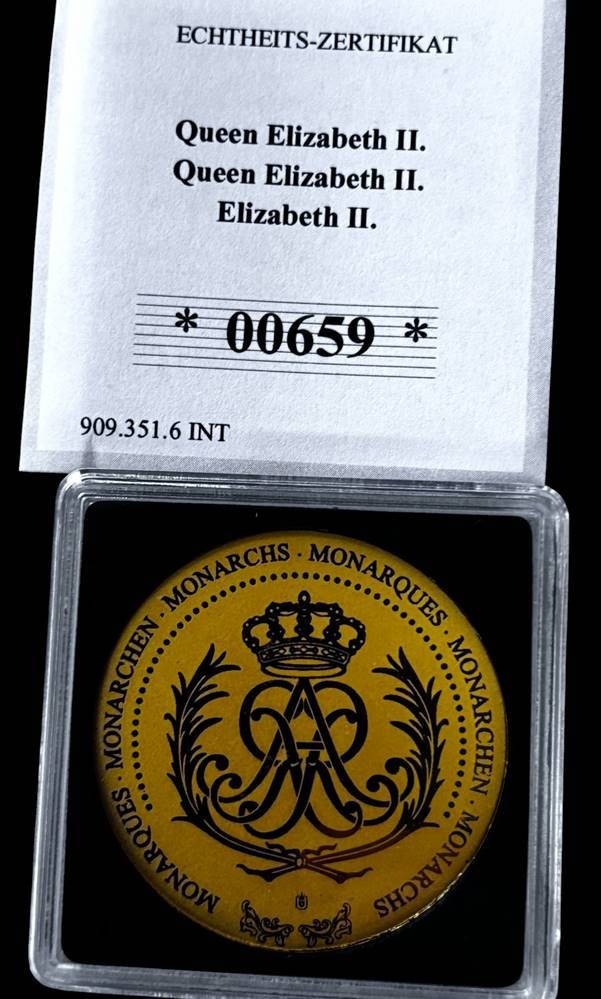 ECHTHEITS-ZERTIFIKAT
Queen Elizabeth II.
Queen Elizabeth II.
Elizabeth II.
* 00659 *
909.351.6 INT
MONARQUES · MONARCHEN · MONARCHS · MONARQUES · MONARCHEN · MONARCHS